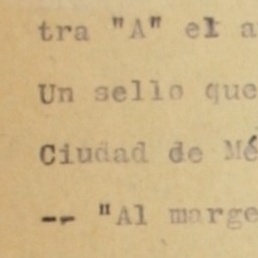 tra "A" el a
Un sello que
Ciudad de Mé
-- "Al marge